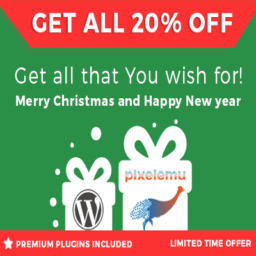 GET ALL 20% OFF
Get all that You wish for!
Merry Christmas and Happy New year
pixelemu
W
PREMIUM PLUGINS INCLUDED
LIMITED TIME OFFER